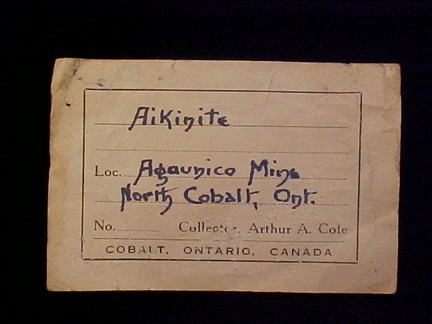 Aikinite
Loc. Agaunico Mine
North Cobalt, Ont.
No. Collector, Arthur A. Cole
COBALT, ONTARIO, CANADA